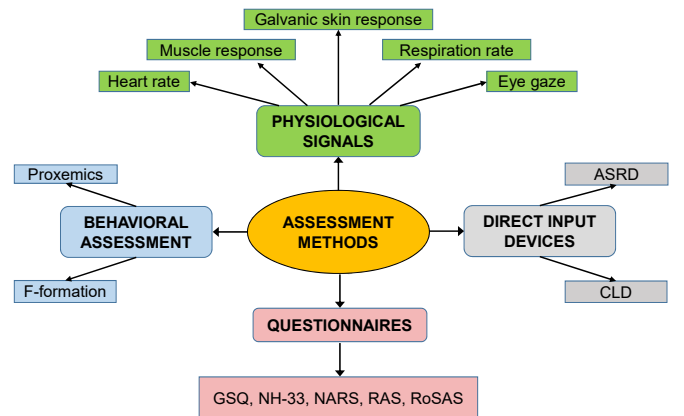 Galvanic skin response
Muscle response
Respiration rate
Heart rate
Eye gaze
PHYSIOLOGICAL
SIGNALS
Proxemics
ASRD
BEHAVIORAL
ASSESSMENT
ASSESSMENT
METHODS
DIRECT INPUT
DEVICES
F-formation
CLD
QUESTIONNAIRES
GSQ, NH-33, NARS, RAS, RoSAS